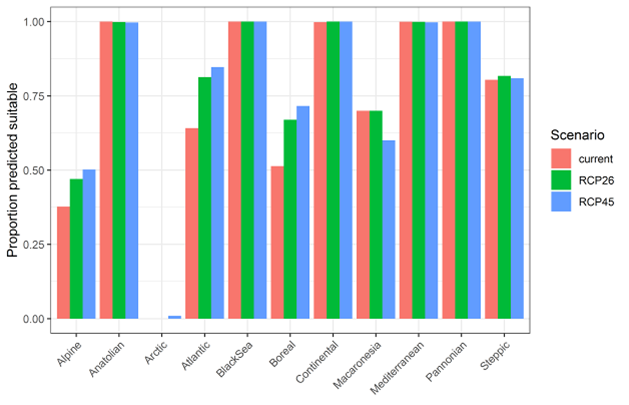 Proportion predicted suitable
1.00
0.75
0.50
0.25
0.00
Alpine
Anatolian
Arctic
Atlantic
BlackSea
Boreal
Continental
Macaronesia
Mediterranean
Pannonian
Steppic
Scenario
current
RCP26
RCP45